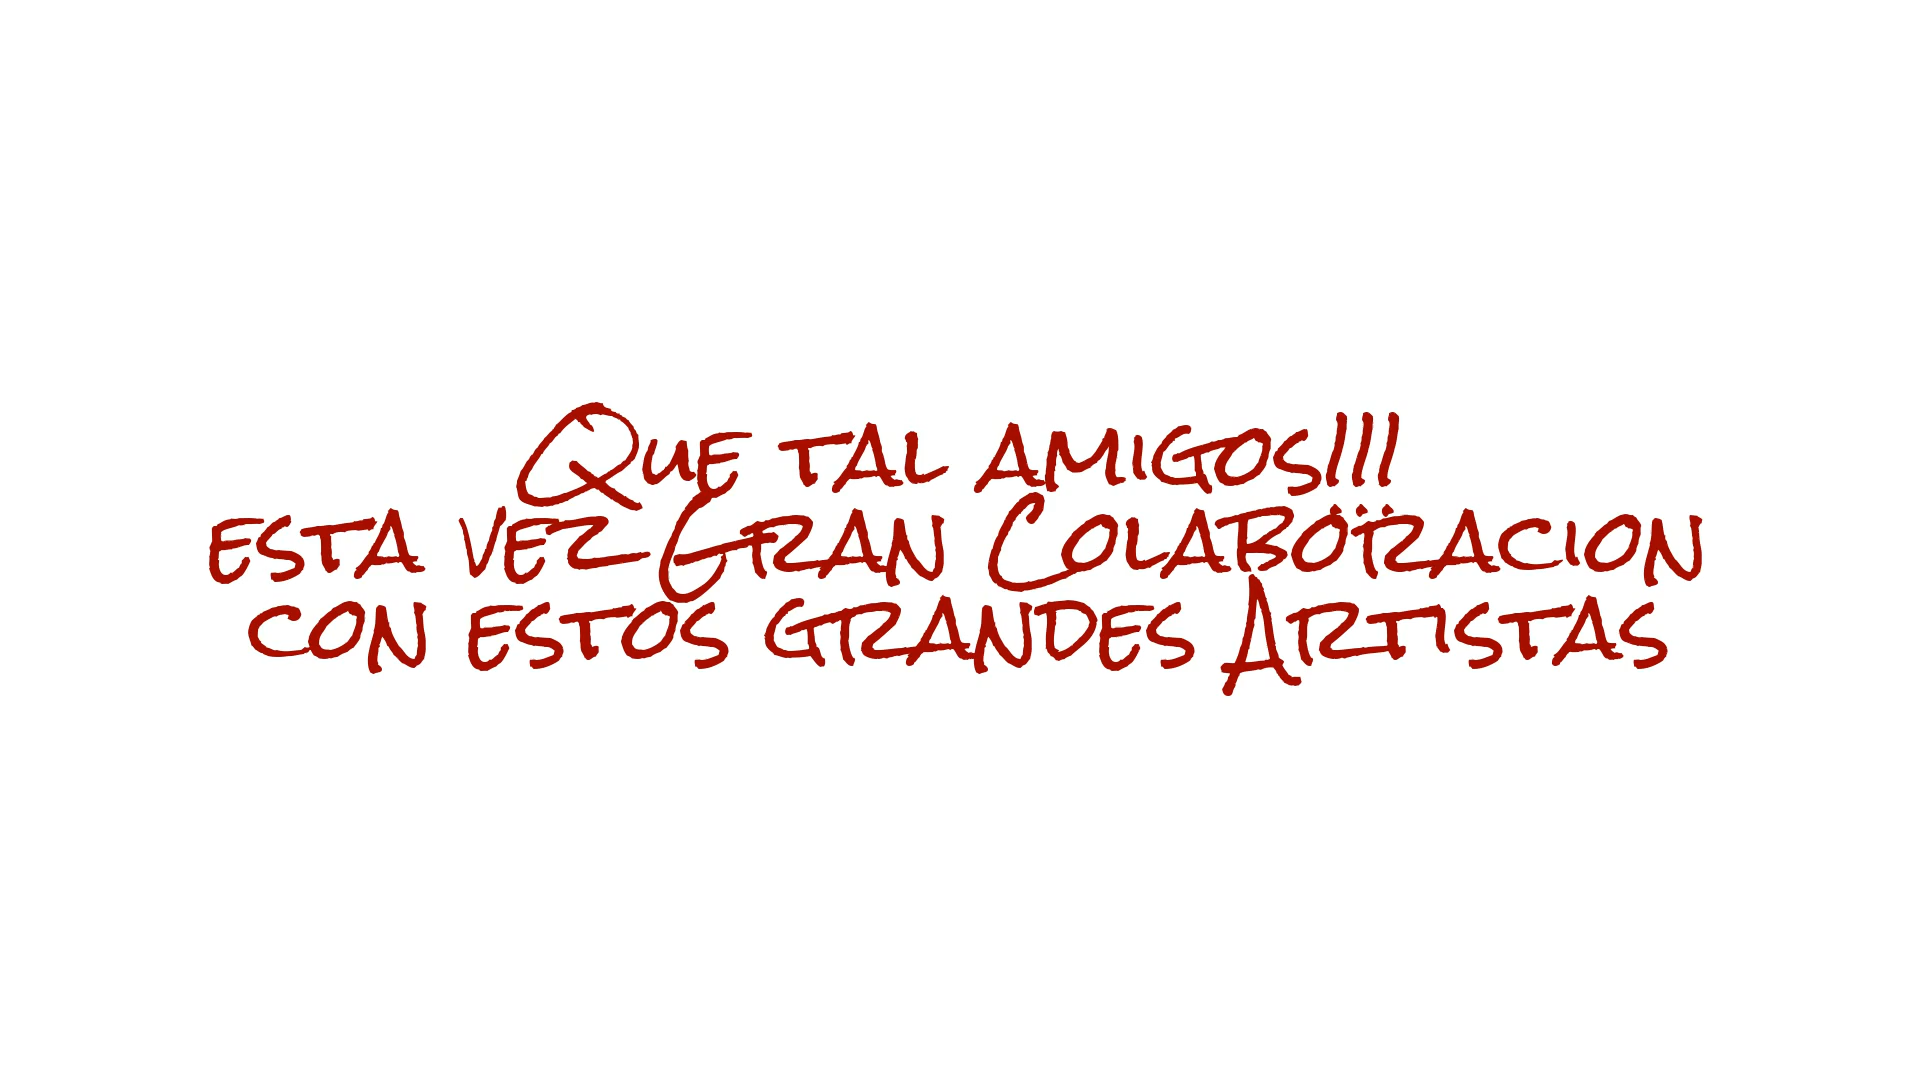 Que tal amigos!!!
esta vez Gran Colaboracion
con estos grandes Artistas